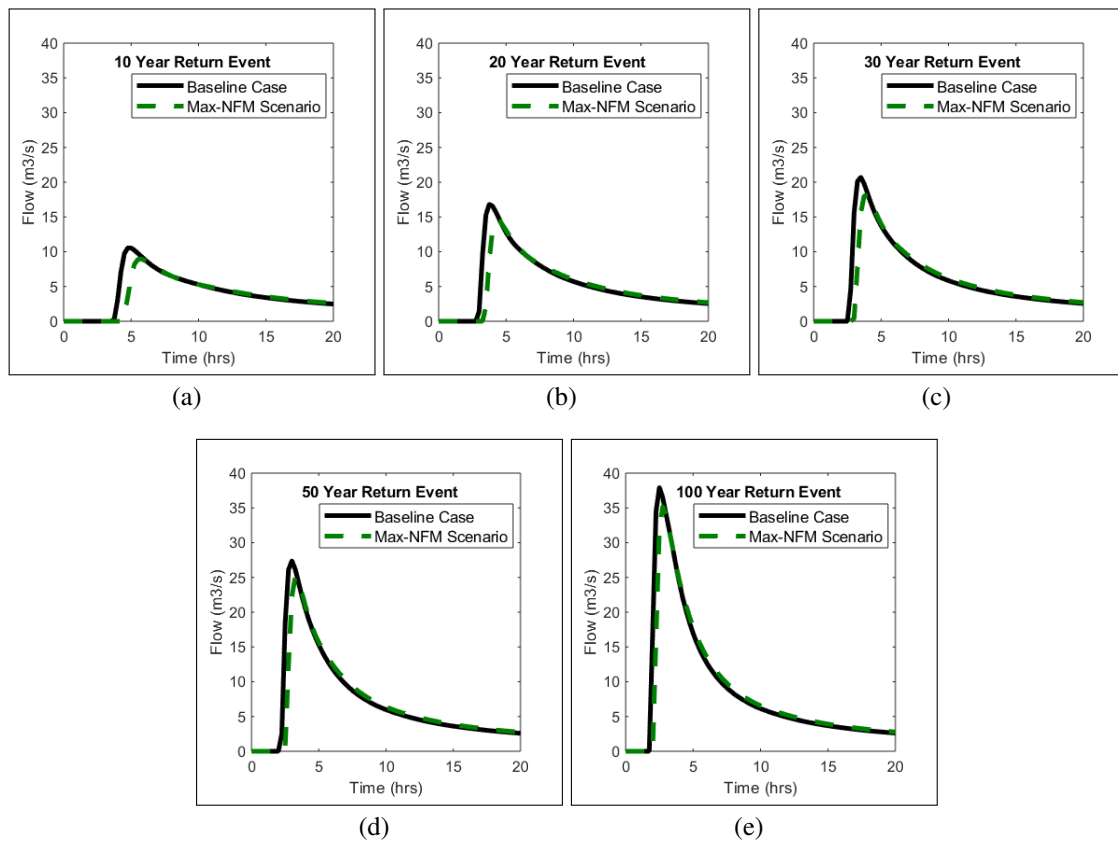 10 Year Return Event
Baseline Case
Max-NFM Scenario
Flow (m3/s)
40
35
30
25
20
15
10
5
0
0 5 10 15 20
Time (hrs)
(a)
20 Year Return Event
Baseline Case
Max-NFM Scenario
Flow (m3/s)
40
35
30
25
20
15
10
5
0
0 5 10 15 20
Time (hrs)
(b)
30 Year Return Event
Baseline Case
Max-NFM Scenario
Flow (m3/s)
40
35
30
25
20
15
10
5
0
0 5 10 15 20
Time (hrs)
(c)
50 Year Return Event
Baseline Case
Max-NFM Scenario
Flow (m3/s)
40
35
30
25
20
15
10
5
0
0 5 10 15 20
Time (hrs)
(d)
100 Year Return Event
Baseline Case
Max-NFM Scenario
Flow (m3/s)
40
35
30
25
20
15
10
5
0
0 5 10 15 20
Time (hrs)
(e)